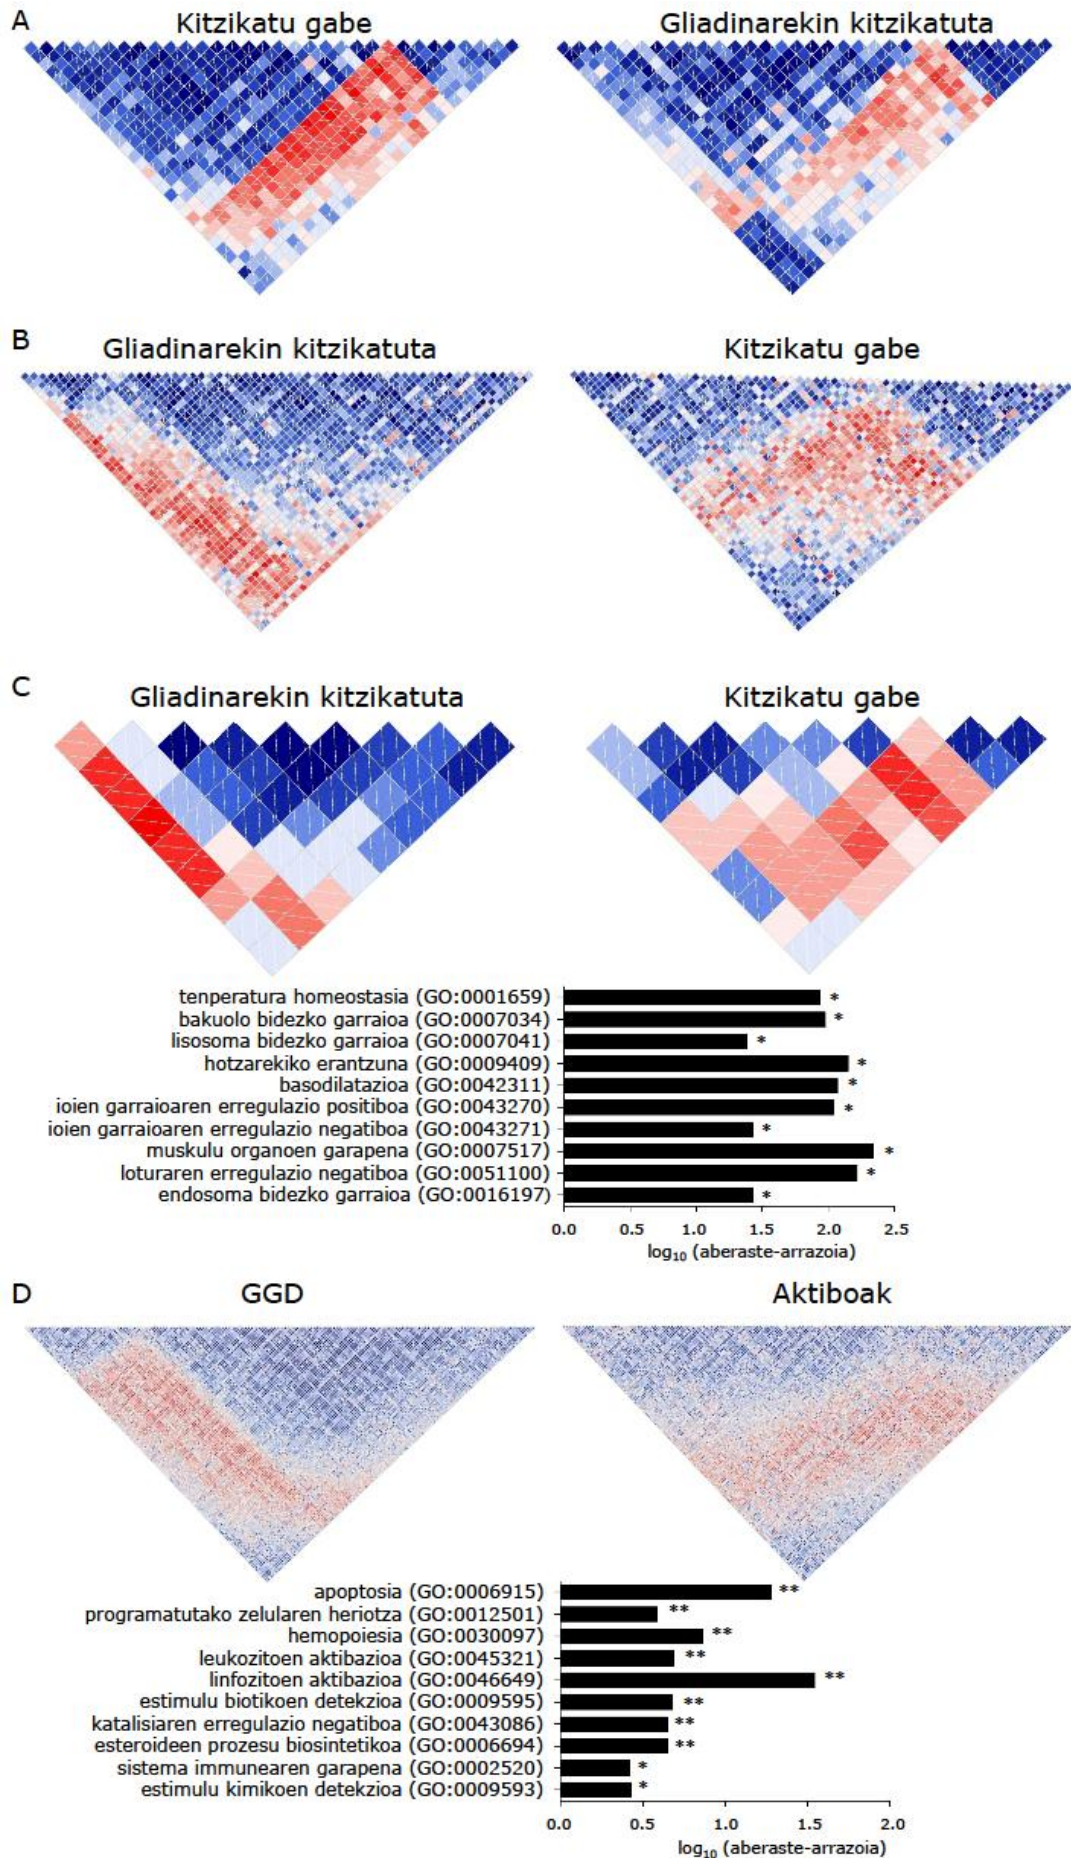 A
Kitzikatu gabe
Gliadinarekin kitzikatuta
B
Gliadinarekin kitzikatuta
Kitzikatu gabe
C
Gliadinarekin kitzikatuta
Kitzikatu gabe
tenperatura homeostasia (GO:0001659) *
bakuolo bidezko garraioa (GO:0007034) *
lisosoma bidezko garraioa (GO:0007041) *
hotzarekiko erantzuna (GO:0009409) *
basodilatazioa (GO:0042311) *
ioien garraioaren erregulazio positiboa (GO:0043270) *
ioien garraioaren erregulazio negatiboa (GO:0043271) *
muskulu organoen garapena (GO:0007517) *
loturaren erregulazio negatiboa (GO:0051100) *
endosoma bidezko garraioa (GO:0016197) *
0.0 0.5 1.0 1.5 2.0 2.5
log₁₀ (aberaste-arrazoia)
D
GGD
Aktiboak
apoptosia (GO:0006915) **
programatutako zelularen heriotza (GO:0012501) **
hemopoiesia (GO:0030097) **
leukozitoen aktibazioa (GO:0045321) **
linfozitoen aktibazioa (GO:0046649) **
estimulu biotikoen detekzioa (GO:0009595) **
katalisiaren erregulazio negatiboa (GO:0043086) **
esteroideen prozesu biosintetikoa (GO:0006694) **
sistema immunearen garapena (GO:0002520) *
estimulu kimikoen detekzioa (GO:0009593) *
0.0 0.5 1.0 1.5 2.0
log₁₀ (aberaste-arrazoia)